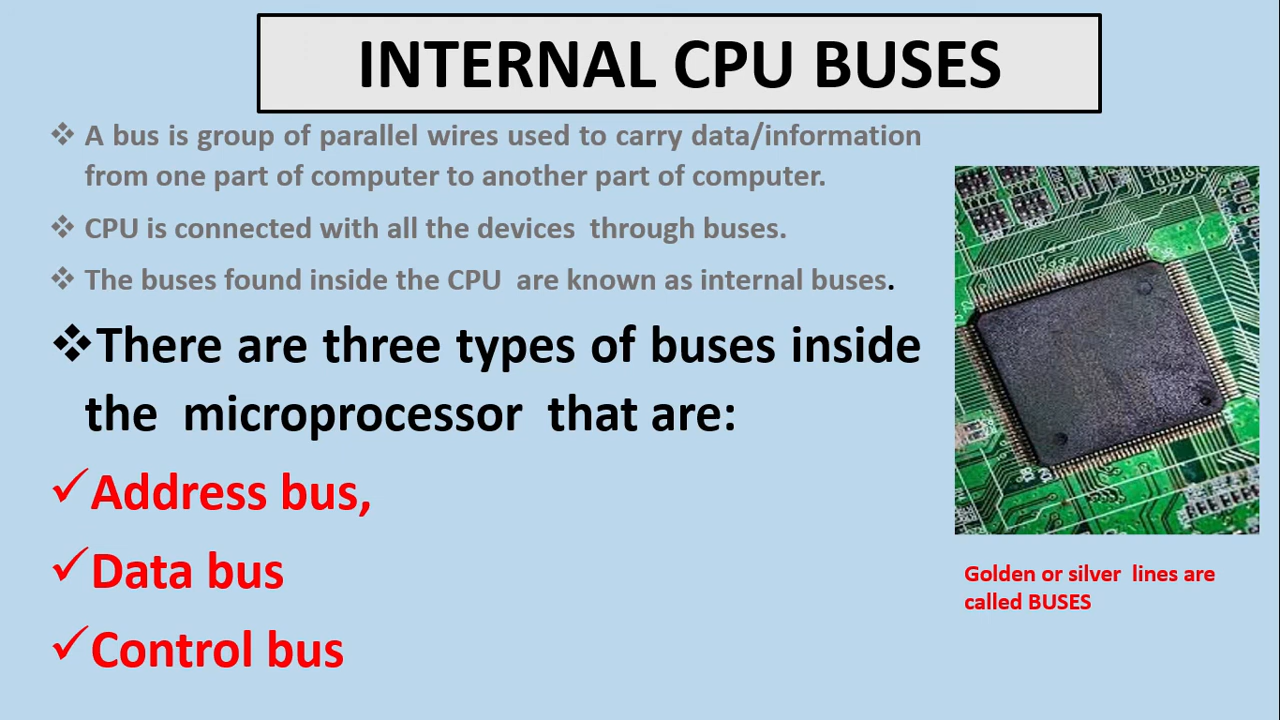 INTERNAL CPU BUSES
❖ A bus is group of parallel wires used to carry data/information
from one part of computer to another part of computer.
❖ CPU is connected with all the devices through buses.
❖ The buses found inside the CPU are known as internal buses.
❖There are three types of buses inside
the microprocessor that are:
✓Address bus,
✓Data bus
✓Control bus
Golden or silver lines are
called BUSES